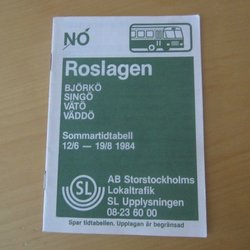 NÖ
Roslagen
BJÖRKÖ
SINGÖ
VÄTÖ
VÄDDÖ
Sommartidtabell
12/6 — 19/8 1984
SL
AB Storstockholms
Lokaltrafik
SL Upplysningen
08-23 60 00
Spar tidtabellen. Upplagan är begränsad